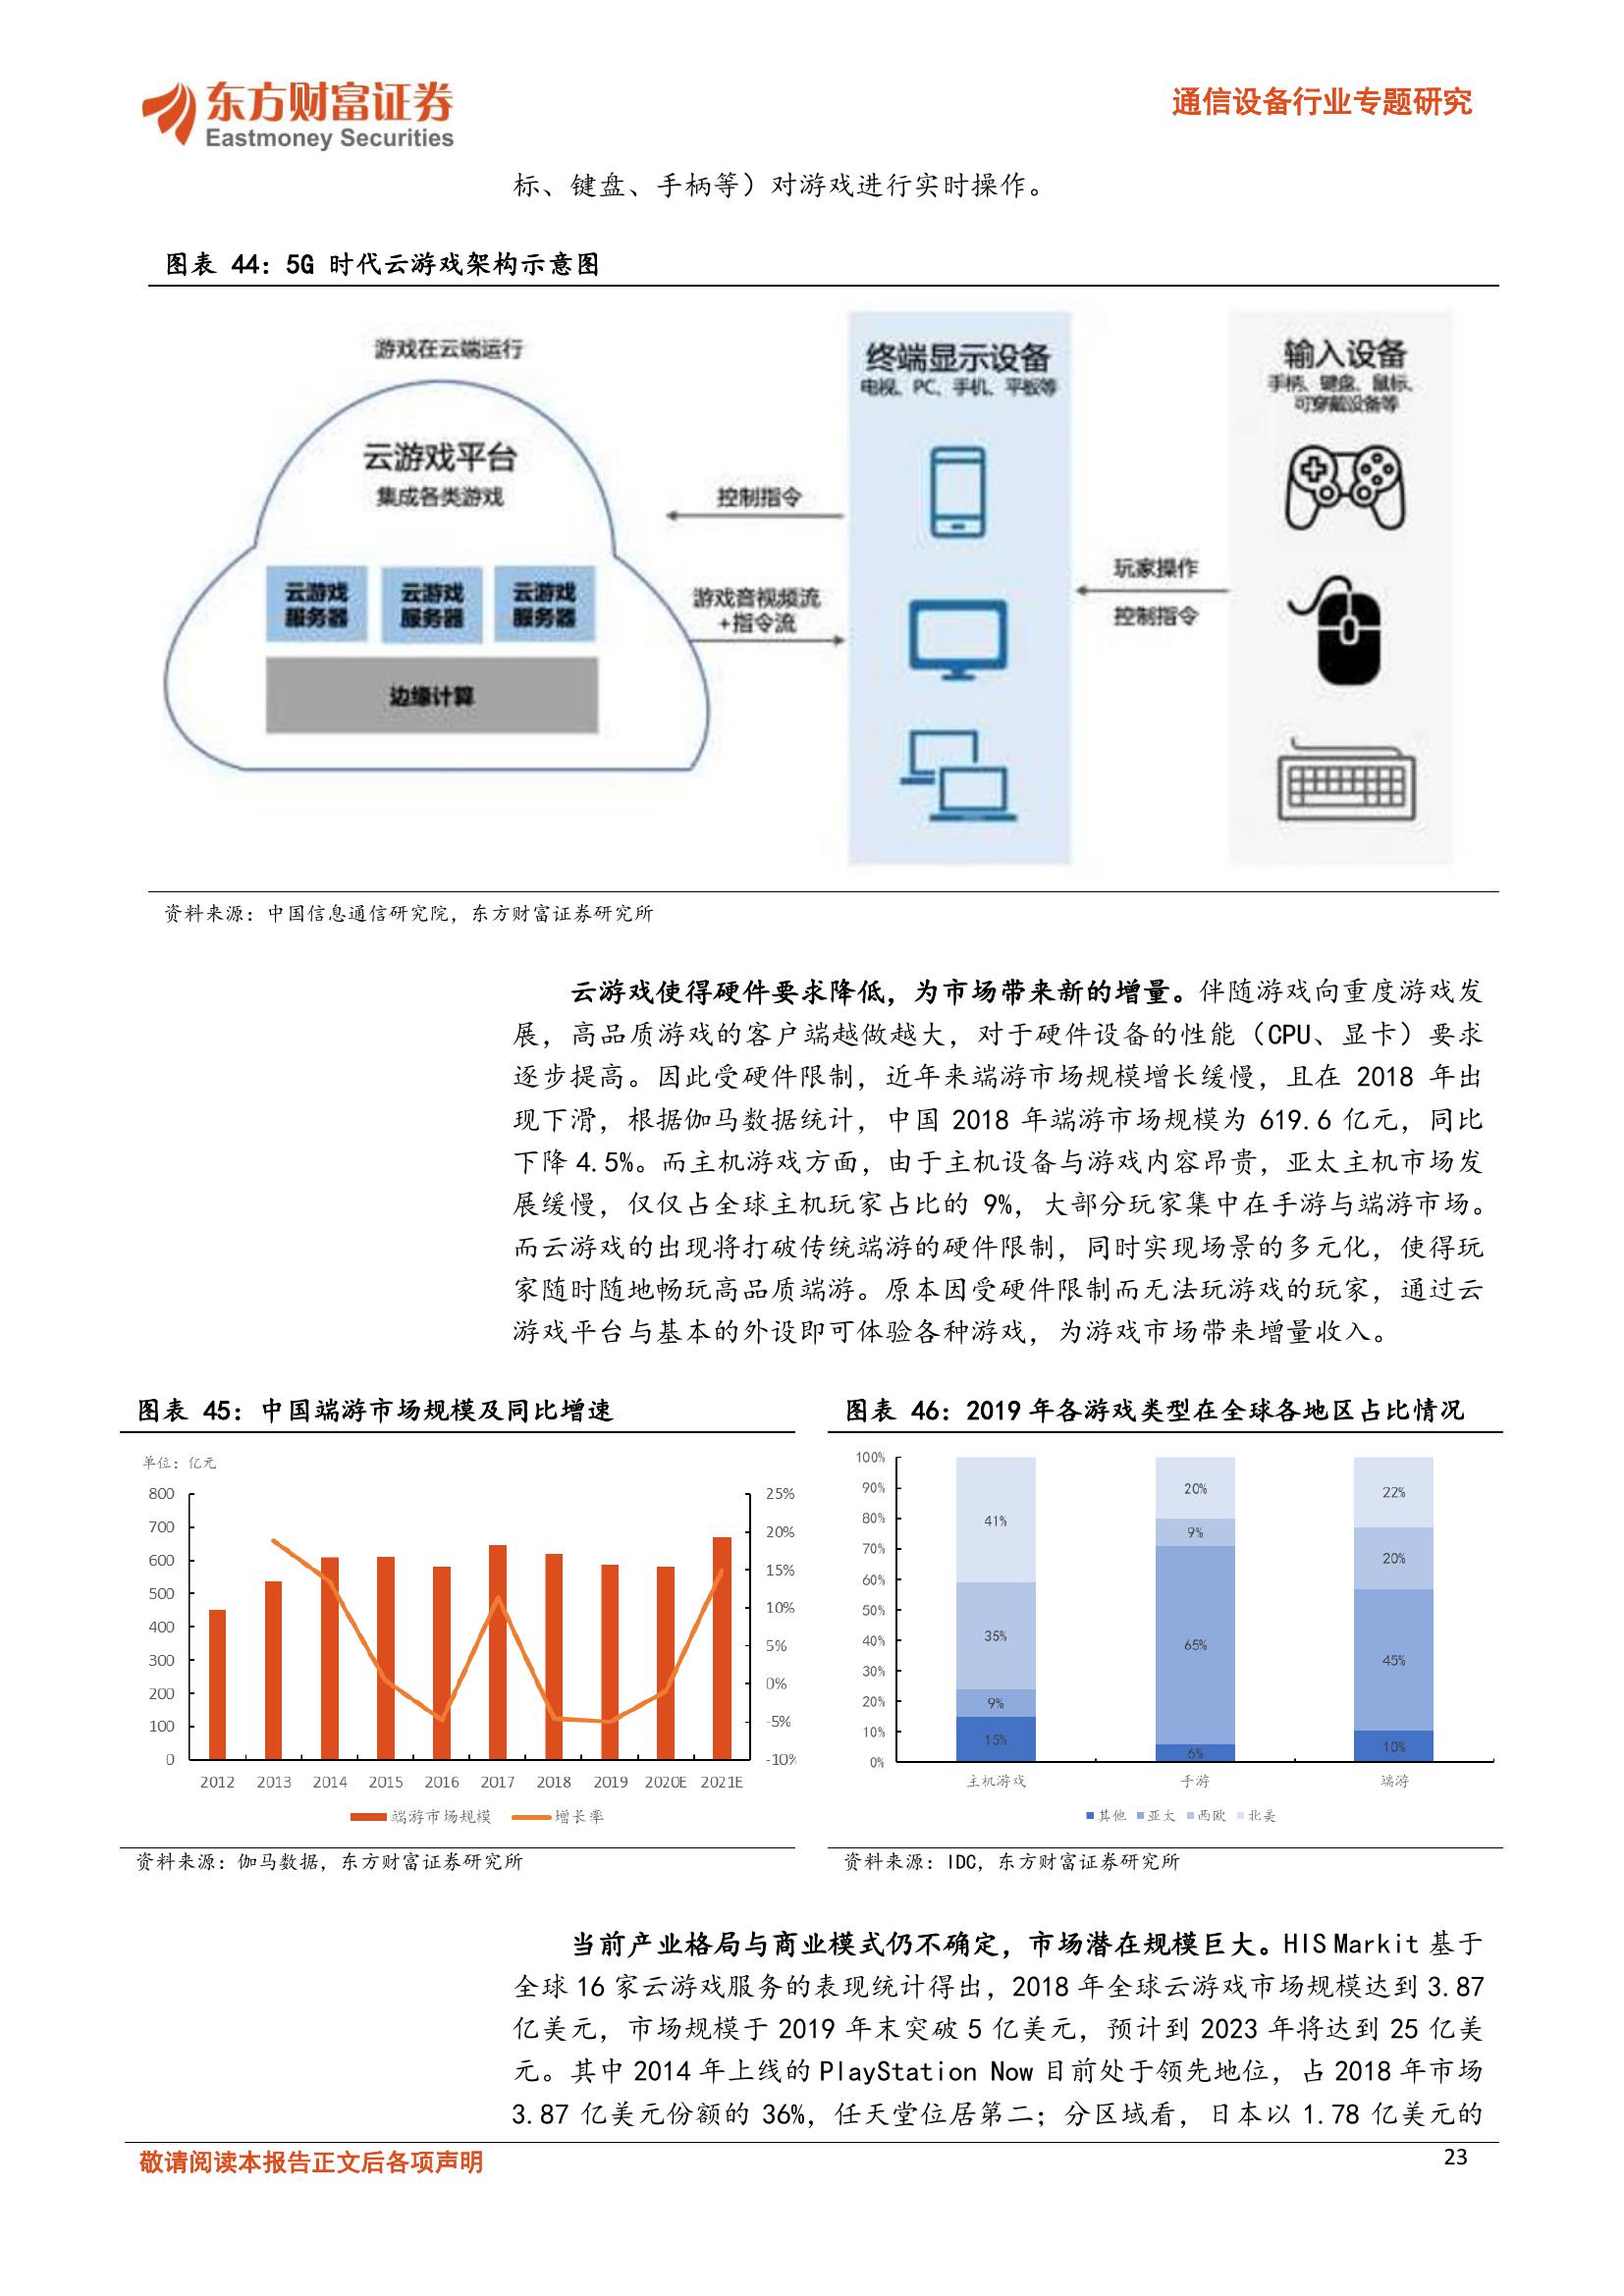 东方财富证券
Eastmoney Securities
通信设备行业专题研究
标、键盘、手柄等）对游戏进行实时操作。
图表 44：5G 时代云游戏架构示意图
游戏在云端运行
云游戏平台
集成各类游戏
云游戏
服务器
云游戏
服务器
云游戏
服务器
边缘计算
控制指令
游戏音视频流
+指令流
终端显示设备
电视、PC、手机、平板等
玩家操作
控制指令
输入设备
手柄、键盘、鼠标、
可穿戴设备等
资料来源：中国信息通信研究院，东方财富证券研究所
云游戏使得硬件要求降低，为市场带来新的增量。伴随游戏向重度游戏发
展，高品质游戏的客户端越做越大，对于硬件设备的性能（CPU、显卡）要求
逐步提高。因此受硬件限制，近年来端游市场规模增长缓慢，且在 2018 年出
现下滑，根据伽马数据统计，中国 2018 年端游市场规模为 619.6 亿元，同比
下降 4.5%。而主机游戏方面，由于主机设备与游戏内容昂贵，亚太主机市场发
展缓慢，仅仅占全球主机玩家占比的 9%，大部分玩家集中在手游与端游市场。
而云游戏的出现将打破传统端游的硬件限制，同时实现场景的多元化，使得玩
家随时随地畅玩高品质端游。原本因受硬件限制而无法玩游戏的玩家，通过云
游戏平台与基本的外设即可体验各种游戏，为游戏市场带来增量收入。
图表 45：中国端游市场规模及同比增速
单位：亿元
800
700
600
500
400
300
200
100
0
25%
20%
15%
10%
5%
0%
-5%
-10%
2012 2013 2014 2015 2016 2017 2018 2019 2020E 2021E
端游市场规模 增长率
资料来源：伽马数据，东方财富证券研究所
图表 46：2019 年各游戏类型在全球各地区占比情况
100%
90%
80%
70%
60%
50%
40%
30%
20%
10%
0%
41%
35%
9%
15%
20%
9%
65%
6%
22%
20%
45%
10%
主机游戏 手游 端游
其他 亚太 西欧 北美
资料来源：IDC，东方财富证券研究所
当前产业格局与商业模式仍不确定，市场潜在规模巨大。HIS Markit 基于
全球 16 家云游戏服务的表现统计得出，2018 年全球云游戏市场规模达到 3.87
亿美元，市场规模于 2019 年末突破 5 亿美元，预计到 2023 年将达到 25 亿美
元。其中 2014 年上线的 PlayStation Now 目前处于领先地位，占 2018 年市场
3.87 亿美元份额的 36%，任天堂位居第二；分区域看，日本以 1.78 亿美元的
敬请阅读本报告正文后各项声明
23